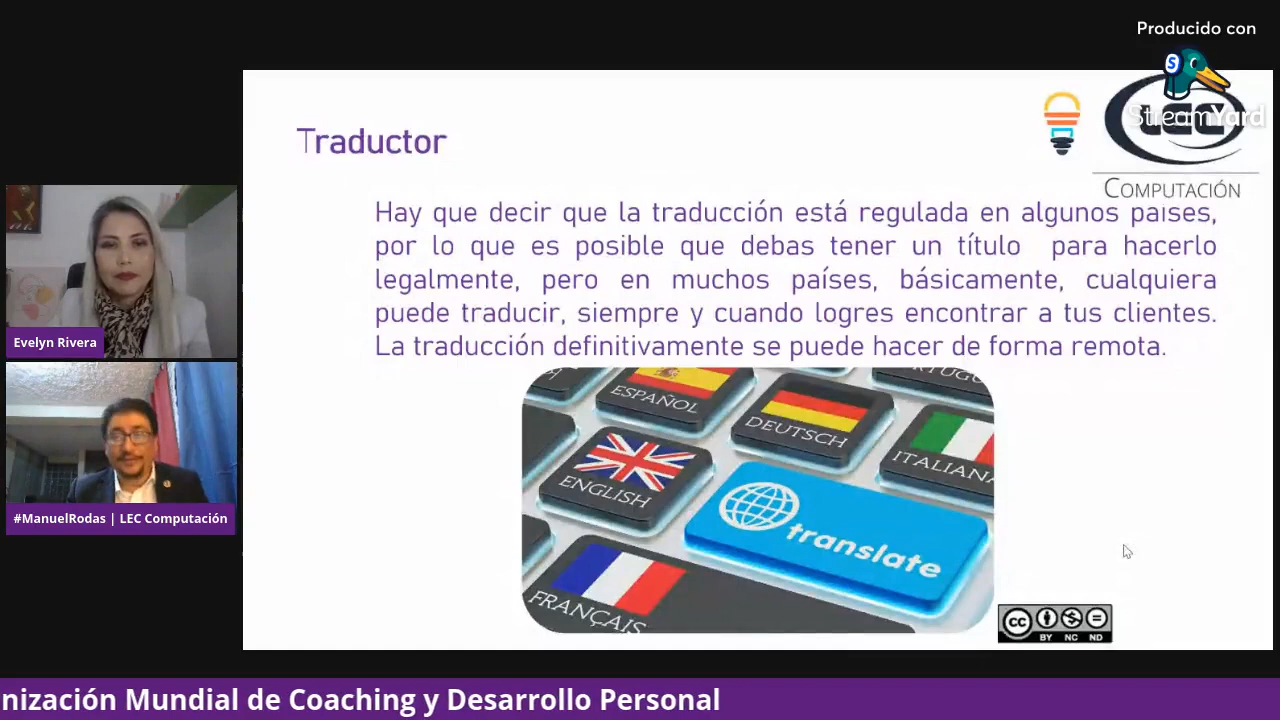 Producido con
StreamYard
LEC
COMPUTACIÓN
Traductor
Hay que decir que la traducción está regulada en algunos países,
por lo que es posible que debas tener un título para hacerlo
legalmente, pero en muchos países, básicamente, cualquiera
puede traducir, siempre y cuando logres encontrar a tus clientes.
La traducción definitivamente se puede hacer de forma remota.
Evelyn Rivera
#ManuelRodas | LEC Computación
ESPAÑOL
DEUTSCH
ITALIANA
ENGLISH
translate
FRANÇAIS
cc
BY NC ND
nización Mundial de Coaching y Desarrollo Personal